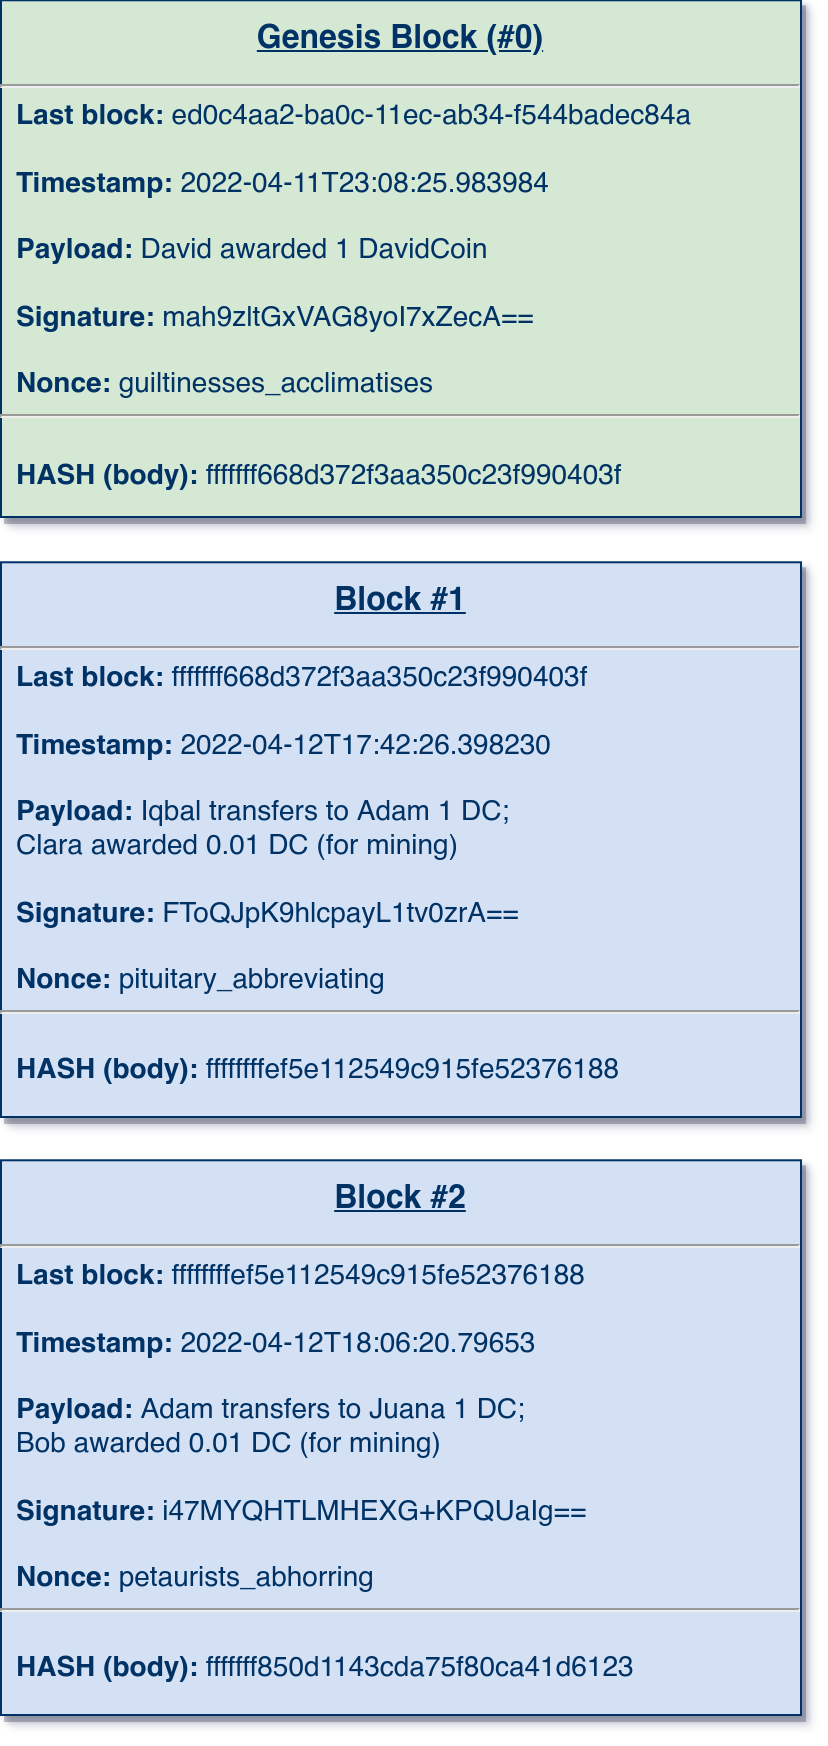 Genesis Block (#0)
Last block: ed0c4aa2-ba0c-11ec-ab34-f544badec84a
Timestamp: 2022-04-11T23:08:25.983984
Payload: David awarded 1 DavidCoin
Signature: mah9zltGxVAG8yoI7xZecA==
Nonce: guiltinesses_acclimatises
HASH (body): fffffff668d372f3aa350c23f990403f
Block #1
Last block: fffffff668d372f3aa350c23f990403f
Timestamp: 2022-04-12T17:42:26.398230
Payload: Iqbal transfers to Adam 1 DC;
Clara awarded 0.01 DC (for mining)
Signature: FToQJpK9hlcpayL1tv0zrA==
Nonce: pituitary_abbreviating
HASH (body): ffffffffef5e112549c915fe52376188
Block #2
Last block: ffffffffef5e112549c915fe52376188
Timestamp: 2022-04-12T18:06:20.79653
Payload: Adam transfers to Juana 1 DC;
Bob awarded 0.01 DC (for mining)
Signature: i47MYQHTLMHEXG+KPQUaIg==
Nonce: petaurists_abhorring
HASH (body): fffffff850d1143cda75f80ca41d6123